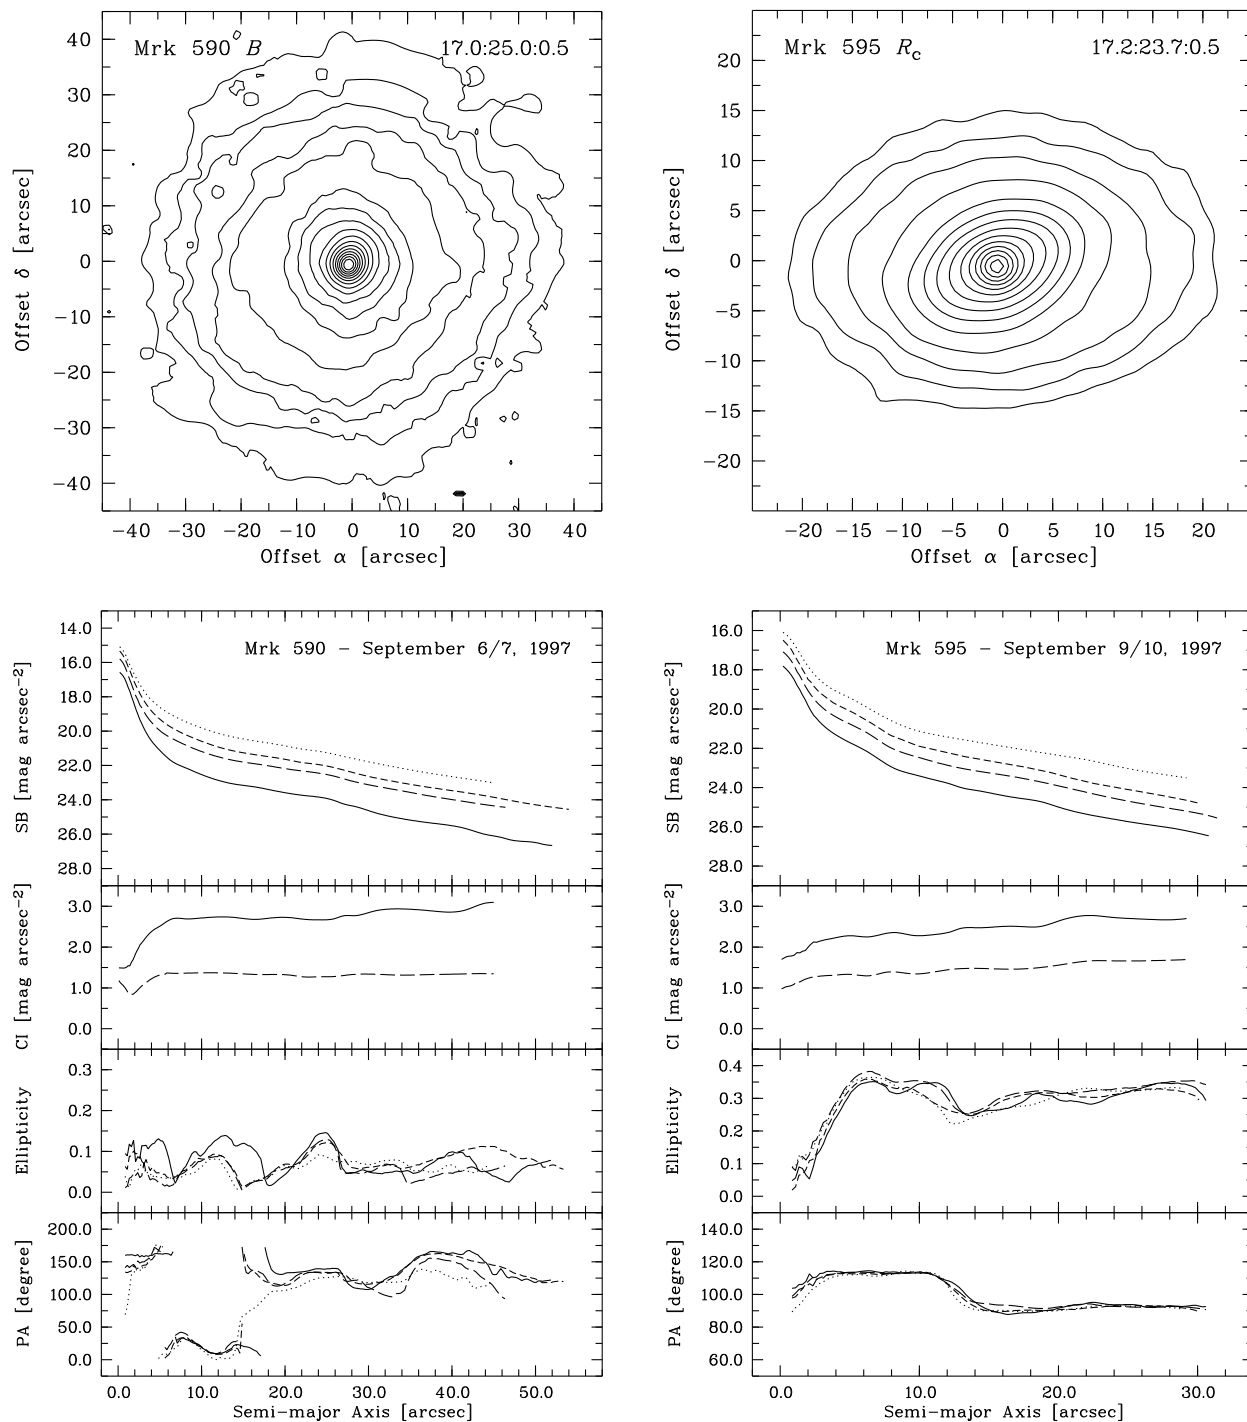 Mrk 590 B 17.0:25.0:0.5
40
30
20
10
0
−10
−20
−30
−40
Offset δ [arcsec]
−40 −30 −20 −10 0 10 20 30 40
Offset α [arcsec]
Mrk 595 Rc 17.2:23.7:0.5
20
15
10
5
0
−5
−10
−15
−20
Offset δ [arcsec]
−20 −15 −10 −5 0 5 10 15 20
Offset α [arcsec]
Mrk 590 − September 6/7, 1997
14.0
16.0
18.0
20.0
22.0
24.0
26.0
28.0
SB [mag arcsec−2]
3.0
2.0
1.0
0.0
CI [mag arcsec−2]
0.3
0.2
0.1
0.0
Ellipticity
200.0
150.0
100.0
50.0
0.0
PA [degree]
0.0 10.0 20.0 30.0 40.0 50.0
Semi−major Axis [arcsec]
Mrk 595 − September 9/10, 1997
16.0
18.0
20.0
22.0
24.0
26.0
28.0
SB [mag arcsec−2]
3.0
2.0
1.0
0.0
CI [mag arcsec−2]
0.4
0.3
0.2
0.1
0.0
Ellipticity
140.0
120.0
100.0
80.0
60.0
PA [degree]
0.0 10.0 20.0 30.0
Semi−major Axis [arcsec]